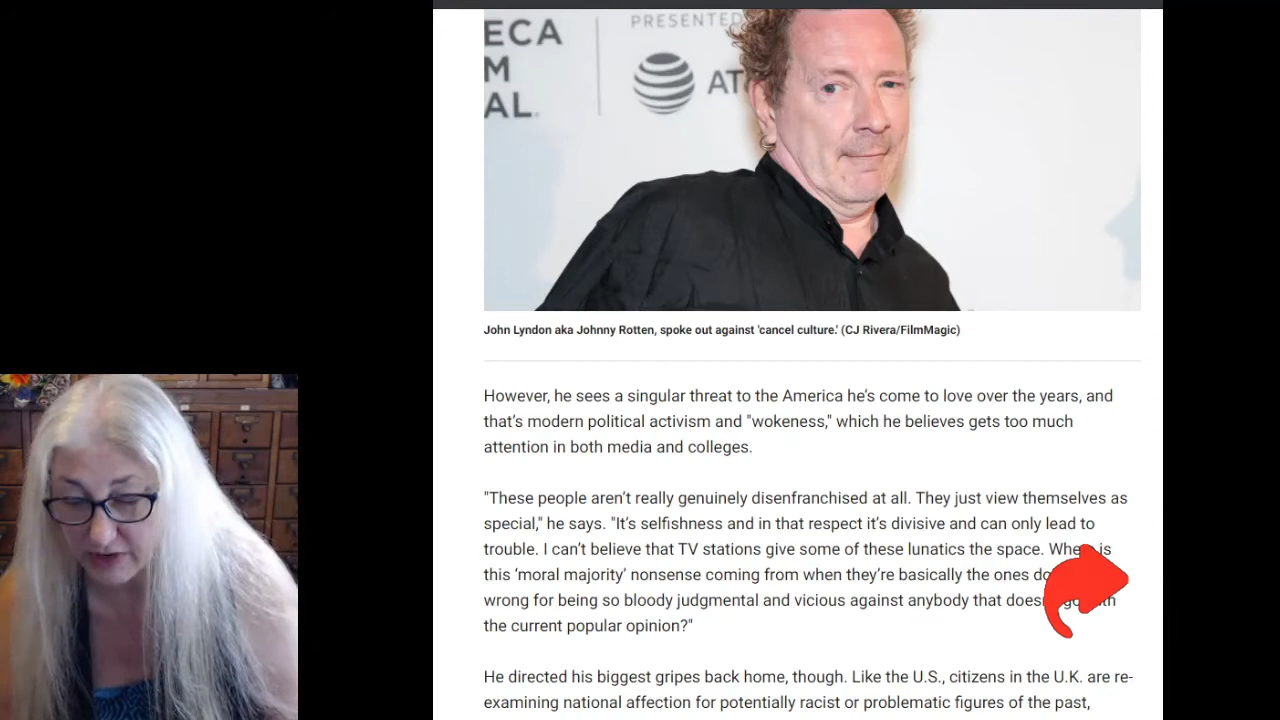 PRESENTED
ECA
M
AL.
AT
John Lyndon aka Johnny Rotten, spoke out against 'cancel culture.' (CJ Rivera/FilmMagic)
However, he sees a singular threat to the America he’s come to love over the years, and
that’s modern political activism and "wokeness," which he believes gets too much
attention in both media and colleges.
"These people aren’t really genuinely disenfranchised at all. They just view themselves as
special," he says. "It’s selfishness and in that respect it’s divisive and can only lead to
trouble. I can’t believe that TV stations give some of these lunatics the space. Where is
this ‘moral majority’ nonsense coming from when they’re basically the ones
wrong for being so bloody judgmental and vicious against anybody that
the current popular opinion?"
He directed his biggest gripes back home, though. Like the U.S., citizens in the U.K. are re-
examining national affection for potentially racist or problematic figures of the past,